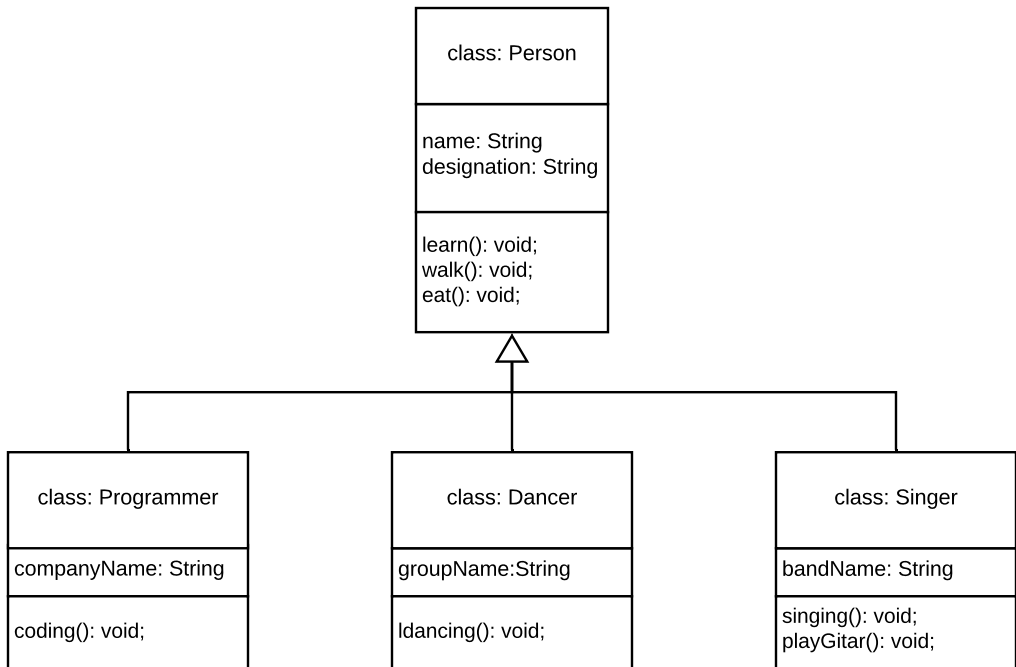 class: Person
name: String
designation: String
learn(): void;
walk(): void;
eat(): void;
class: Programmer
companyName: String
coding(): void;
class: Dancer
groupName:String
ldancing(): void;
class: Singer
bandName: String
singing(): void;
playGitar(): void;